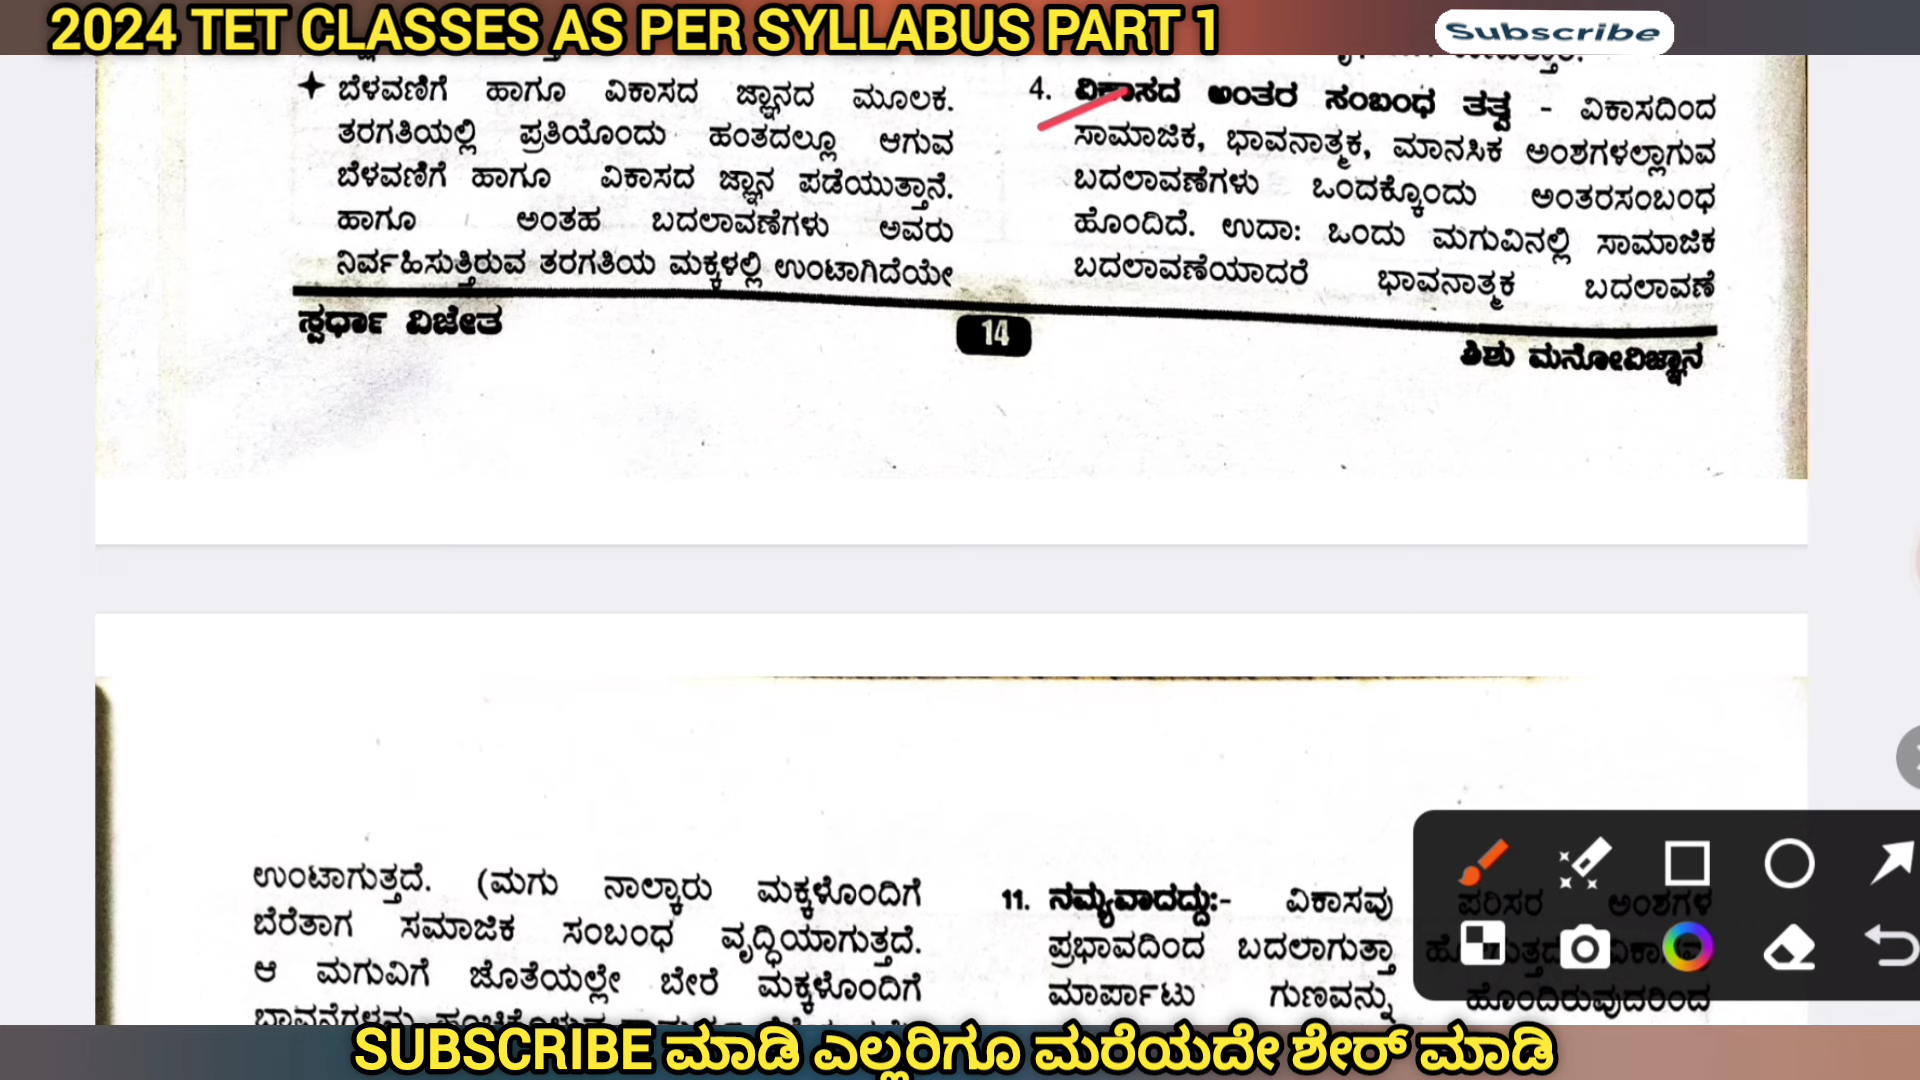 2024 TET CLASSES AS PER SYLLABUS PART 1
Subscribe
ಬೆಳವಣಿಗೆ ಹಾಗೂ ವಿಕಾಸದ ಜ್ಞಾನದ ಮೂಲಕ.
ತರಗತಿಯಲ್ಲಿ ಪ್ರತಿಯೊಂದು ಹಂತದಲ್ಲೂ ಆಗುವ
ಬೆಳವಣಿಗೆ ಹಾಗೂ ವಿಕಾಸದ ಜ್ಞಾನ ಪಡೆಯುತ್ತಾನೆ.
ಹಾಗೂ ಅಂತಹ ಬದಲಾವಣೆಗಳು ಅವರು
ನಿರ್ವಹಿಸುತ್ತಿರುವ ತರಗತಿಯ ಮಕ್ಕಳಲ್ಲಿ ಉಂಟಾಗಿದೆಯೇ
4. ವಿಕಾಸದ ಅಂತರ ಸಂಬಂಧ ತತ್ವ - ವಿಕಾಸದಿಂದ
ಸಾಮಾಜಿಕ, ಭಾವನಾತ್ಮಕ, ಮಾನಸಿಕ ಅಂಶಗಳಲ್ಲಾಗುವ
ಬದಲಾವಣೆಗಳು ಒಂದಕ್ಕೊಂದು ಅಂತರಸಂಬಂಧ
ಹೊಂದಿದೆ. ಉದಾ: ಒಂದು ಮಗುವಿನಲ್ಲಿ ಸಾಮಾಜಿಕ
ಬದಲಾವಣೆಯಾದರೆ ಭಾವನಾತ್ಮಕ ಬದಲಾವಣೆ
ಸ್ಪರ್ಧಾ ವಿಜೇತ
14
ಶಿಶು ಮನೋವಿಜ್ಞಾನ
ಉಂಟಾಗುತ್ತದೆ. (ಮಗು ನಾಲ್ಕಾರು ಮಕ್ಕಳೊಂದಿಗೆ
ಬೆರೆತಾಗ ಸಮಾಜಿಕ ಸಂಬಂಧ ವೃದ್ಧಿಯಾಗುತ್ತದೆ.
ಆ ಮಗುವಿಗೆ ಜೊತೆಯಲ್ಲೇ ಬೇರೆ ಮಕ್ಕಳೊಂದಿಗೆ
11. ನಮ್ಯವಾದದ್ದು:- ವಿಕಾಸವು ಪರಿಸರ ಅಂಶಗಳ
ಪ್ರಭಾವದಿಂದ ಬದಲಾಗುತ್ತಾ
ಮಾರ್ಪಾಟು ಗುಣವನ್ನು ಹೊಂದಿರುವುದರಿಂದ
SUBSCRIBE ಮಾಡಿ ಎಲ್ಲರಿಗೂ ಮರೆಯದೇ ಶೇರ್ ಮಾಡಿ